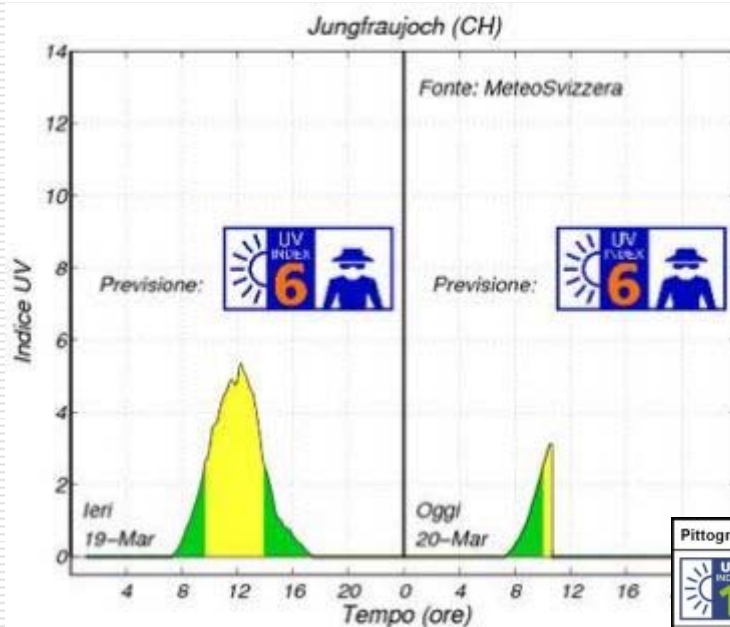 Jungfraujoch (CH)
14
12
10
8
6
4
2
0
Indice UV
Fonte: MeteoSvizzera
Previsione:
UV
INDEX
6
Previsione:
UV
INDEX
6
Ieri
19-Mar
Oggi
20-Mar
4 8 12 16 20 0 4 8 12 16
Tempo (ore)